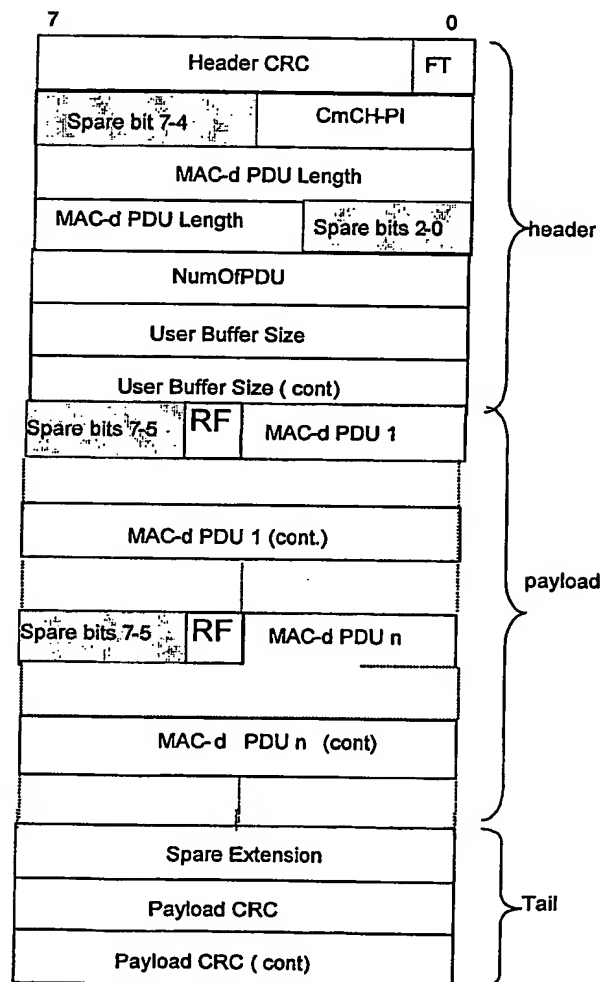 7 0
Header CRC FT
Spare bit 7-4 CmCH-PI
MAC-d PDU Length
MAC-d PDU Length Spare bits 2-0
header
NumOfPDU
User Buffer Size
User Buffer Size ( cont)
Spare bits 7-5 RF MAC-d PDU 1
MAC-d PDU 1 (cont.)
payload
Spare bits 7-5 RF MAC-d PDU n
MAC-d PDU n (cont)
Spare Extension
Payload CRC
Tail
Payload CRC ( cont)